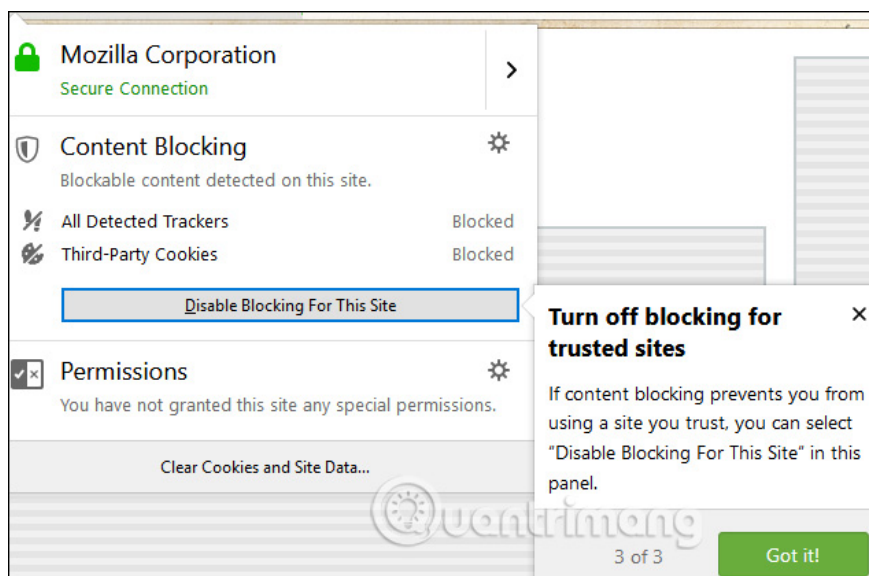 Mozilla Corporation
Secure Connection
Content Blocking
Blockable content detected on this site.
All Detected Trackers Blocked
Third-Party Cookies Blocked
Disable Blocking For This Site
Permissions
You have not granted this site any special permissions.
Clear Cookies and Site Data...
Turn off blocking for
trusted sites
If content blocking prevents you from
using a site you trust, you can select
"Disable Blocking For This Site" in this
panel.
3 of 3
Got it!
Quantrimang